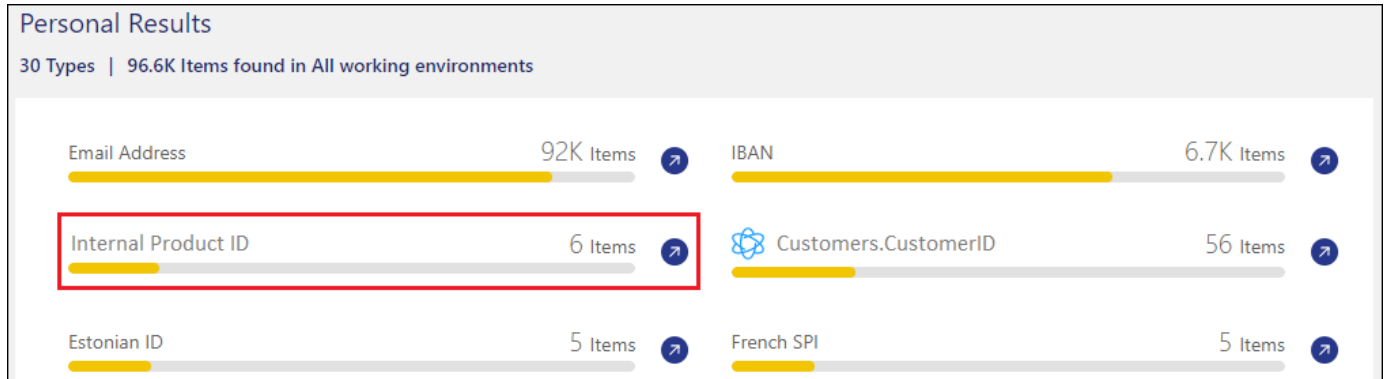 Personal Results
30 Types | 96.6K Items found in All working environments
Email Address 92K Items
IBAN 6.7K Items
Internal Product ID 6 Items
Customers.CustomerID 56 Items
Estonian ID 5 Items
French SPI 5 Items